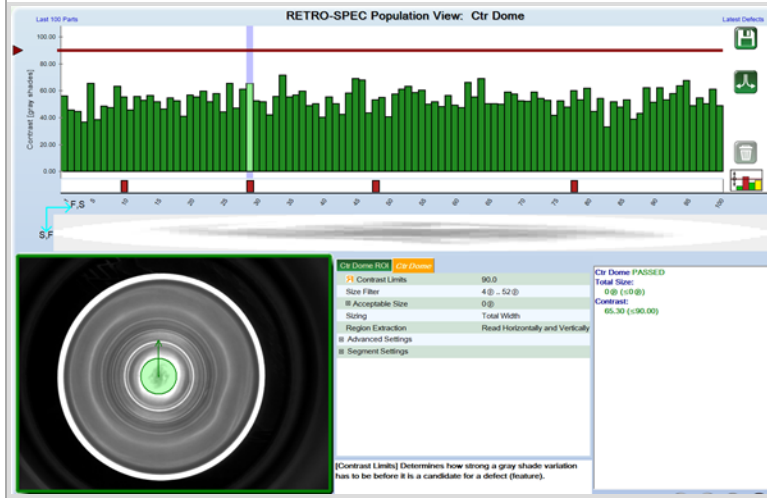 Last 100 Parts
RETRO-SPEC Population View: Ctr Dome
Latest Defects
100.00
80.00
60.00
40.00
20.00
0.00
Contrast [gray shades]
5 10 15 20 25 30 35 40 45 50 55 60 65 70 75 80 85 90 95 100
F,S
S,F
Ctr Dome ROI
Ctr Dome
Contrast Limits 90.0
Size Filter 4 .. 52
Acceptable Size 0
Sizing Total Width
Region Extraction Read Horizontally and Vertically
Advanced Settings
Segment Settings
[Contrast Limits] Determines how strong a gray shade variation
has to be before it is a candidate for a defect (feature).
Ctr Dome PASSED
Total Size:
0 (≤0)
Contrast:
65.30 (≤90.00)